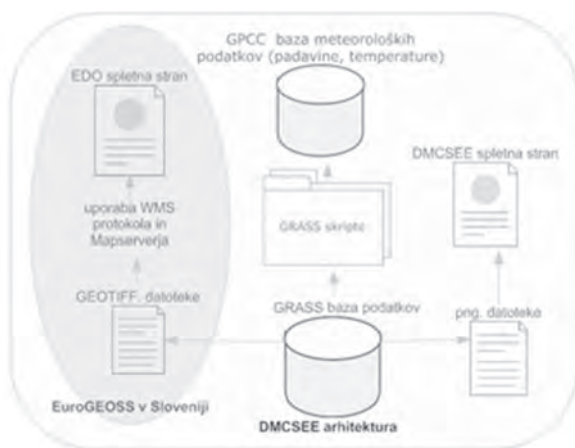 GPCC baza meteoroloških
podatkov (padavine, temperature)
EDO spletna stran
DMCSEE spletna stran
uporaba WMS
protokola in
Mapserverja
GRASS skripte
GEOTIFF. datoteke
GRASS baza podatkov
png. datoteke
EuroGEOSS v Sloveniji
DMCSEE arhitektura